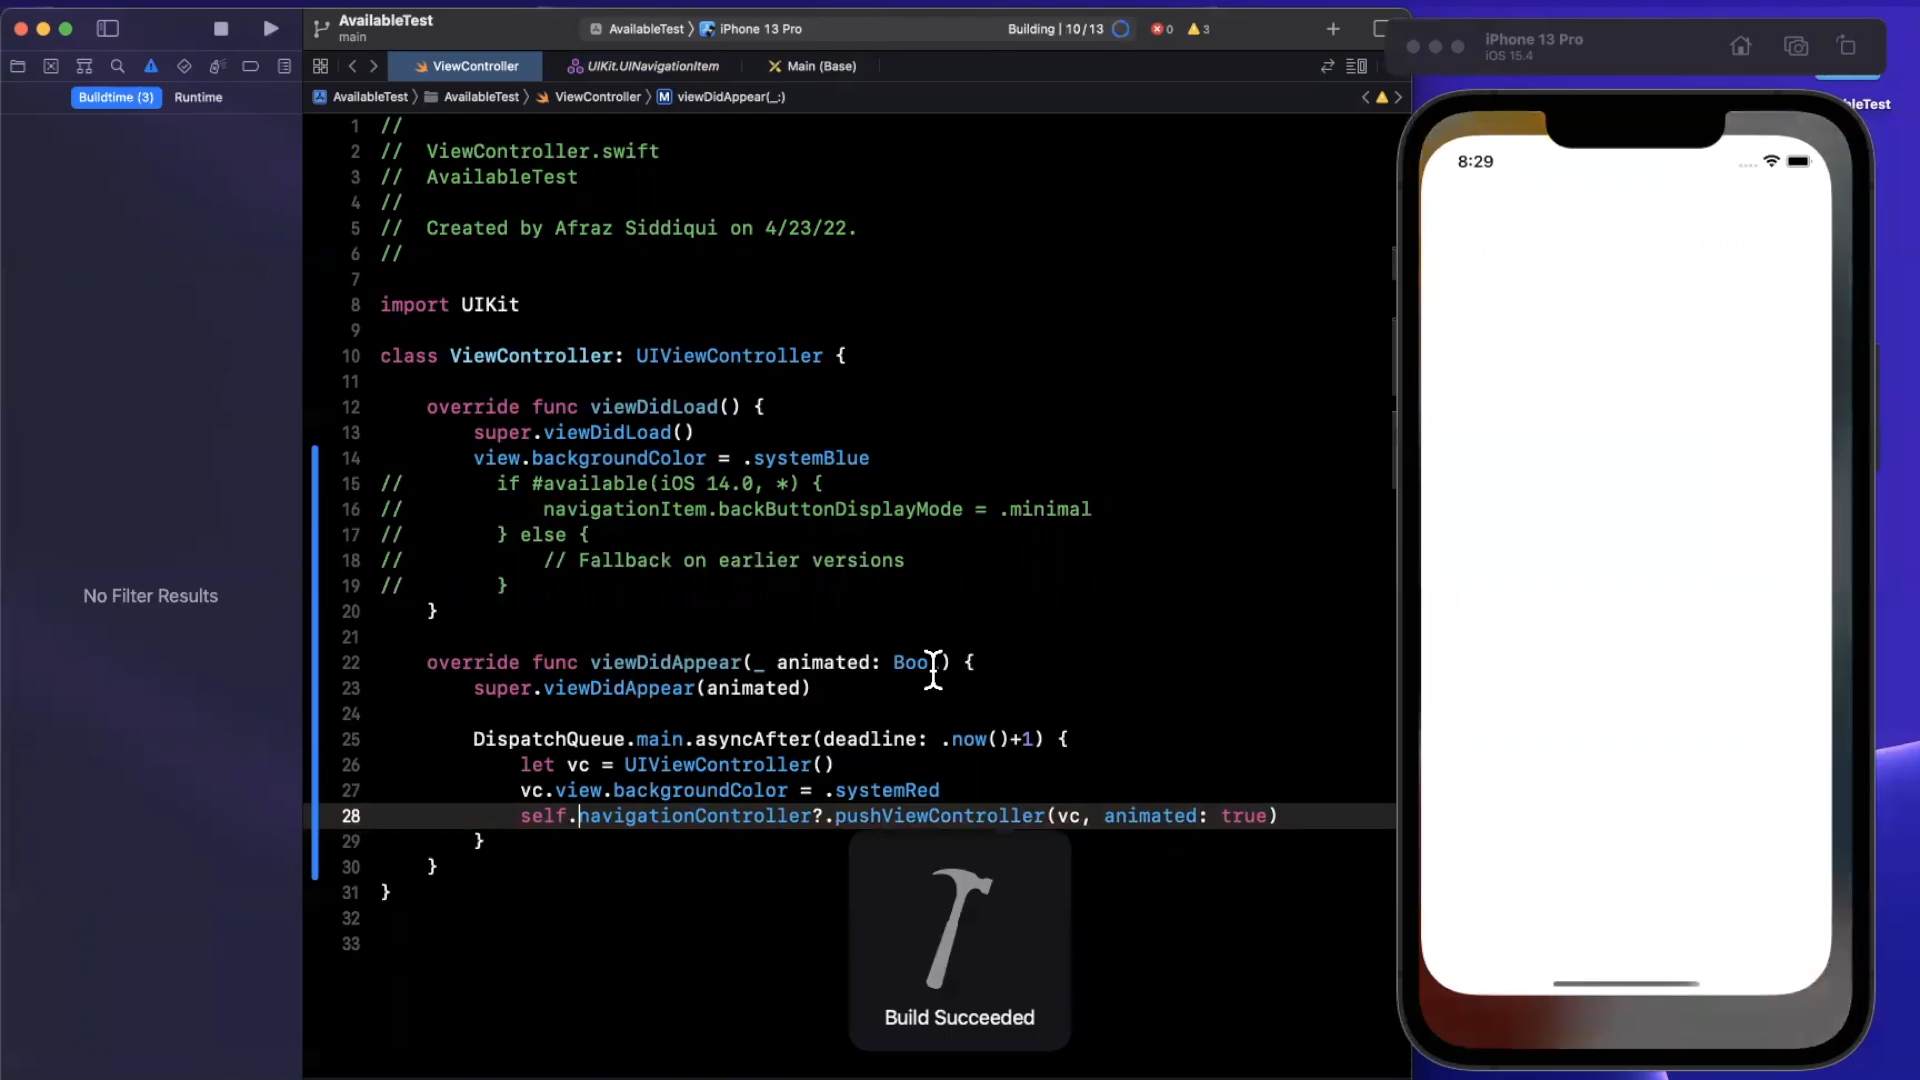 AvailableTest
main
AvailableTest 〉 iPhone 13 Pro
Building | 10/13
0
3
iPhone 13 Pro
iOS 15.4
ViewController
UIKit.UINavigationItem
Main (Base)
Buildtime (3)
Runtime
AvailableTest 〉 AvailableTest 〉 ViewController 〉 M viewDidAppear(_:)
bleTest
8:29
1 //
2 //  ViewController.swift
3 //  AvailableTest
4 //
5 //  Created by Afraz Siddiqui on 4/23/22.
6 //
7
8 import UIKit
9
10 class ViewController: UIViewController {
11
12     override func viewDidLoad() {
13         super.viewDidLoad()
14         view.backgroundColor = .systemBlue
15 //        if #available(iOS 14.0, *) {
16 //            navigationItem.backButtonDisplayMode = .minimal
17 //        } else {
18 //            // Fallback on earlier versions
19 //        }
20     }
21
22     override func viewDidAppear(_ animated: Bool) {
23         super.viewDidAppear(animated)
24
25         DispatchQueue.main.asyncAfter(deadline: .now()+1) {
26             let vc = UIViewController()
27             vc.view.backgroundColor = .systemRed
28             self.navigationController?.pushViewController(vc, animated: true)
29         }
30     }
31 }
32
33
No Filter Results
Build Succeeded